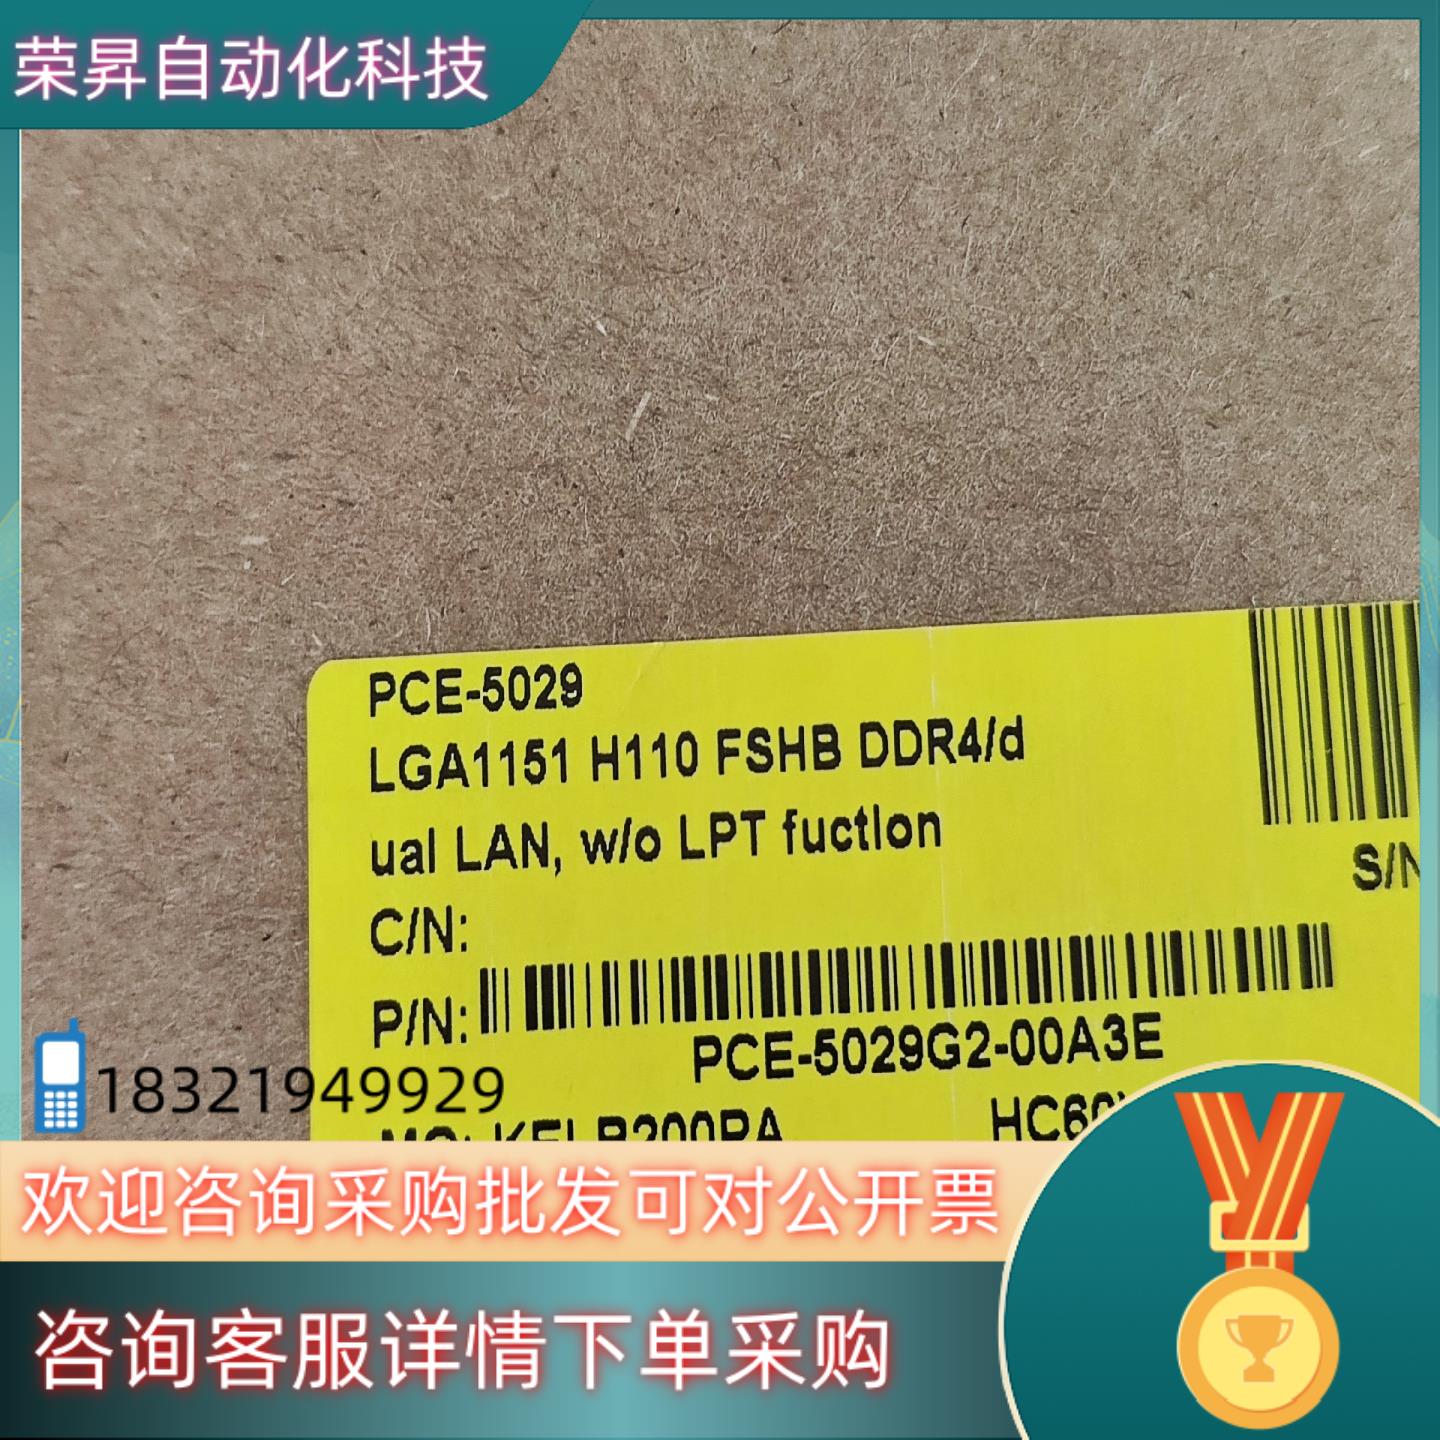 荣昇自动化科技
PCE-5029
LGA1151 H110 FSHB DDR4/d
ual LAN, w/o LPT fuctIon
C/N:
S/N
P/N:
PCE-5029G2-00A3E
18321949929
欢迎咨询采购批发可对公开票
咨询客服详情下单采购